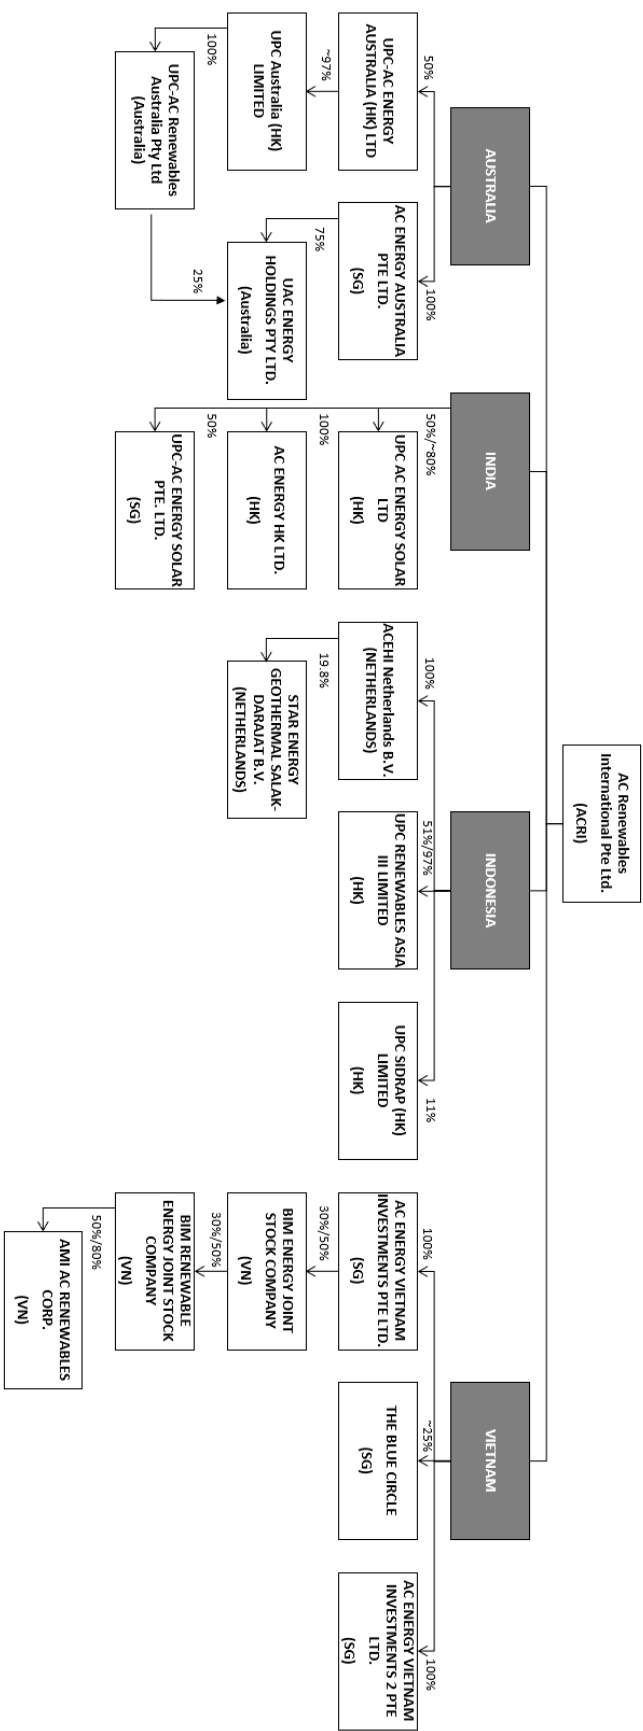 AC Renewables
International Pte Ltd.
(ACRI)
AUSTRALIA
INDIA
INDONESIA
VIETNAM
50%
100%
UPC-AC ENERGY
AUSTRALIA (HK) LTD
AC ENERGY AUSTRALIA
PTE LTD.
(SG)
~97%
75%
UPC Australia (HK)
LIMITED
UAC ENERGY
HOLDINGS PTY LTD.
(Australia)
100%
25%
UPC-AC Renewables
Australia Pty Ltd
(Australia)
50%/~80%
UPC AC ENERGY SOLAR
LTD
(HK)
100%
AC ENERGY HK LTD.
(HK)
50%
UPC-AC ENERGY SOLAR
PTE. LTD.
(SG)
100%
51%/97%
11%
ACEHI Netherlands B.V.
(NETHERLANDS)
UPC RENEWABLES ASIA
III LIMITED
(HK)
UPC SIDRAP (HK)
LIMITED
(HK)
19.8%
STAR ENERGY
GEOTHERMAL SALAK-
DARAJAT B.V.
(NETHERLANDS)
100%
~25%
100%
AC ENERGY VIETNAM
INVESTMENTS PTE LTD.
(SG)
THE BLUE CIRCLE
(SG)
AC ENERGY VIETNAM
INVESTMENTS 2 PTE
LTD.
(SG)
30%/50%
BIM ENERGY JOINT
STOCK COMPANY
(VN)
30%/50%
BIM RENEWABLE
ENERGY JOINT STOCK
COMPANY
(VN)
50%/80%
AMI AC RENEWABLES
CORP.
(VN)